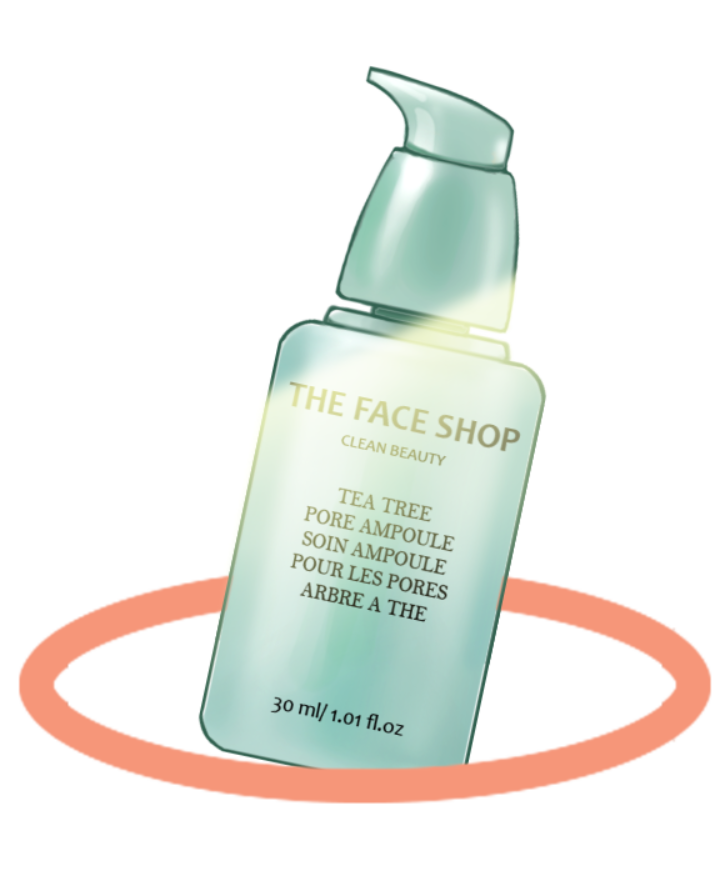 THE FACE SHOP
CLEAN BEAUTY
TEA TREE
PORE AMPOULE
SOIN AMPOULE
POUR LES PORES
ARBRE A THE
30 ml/ 1.01 fl.oz